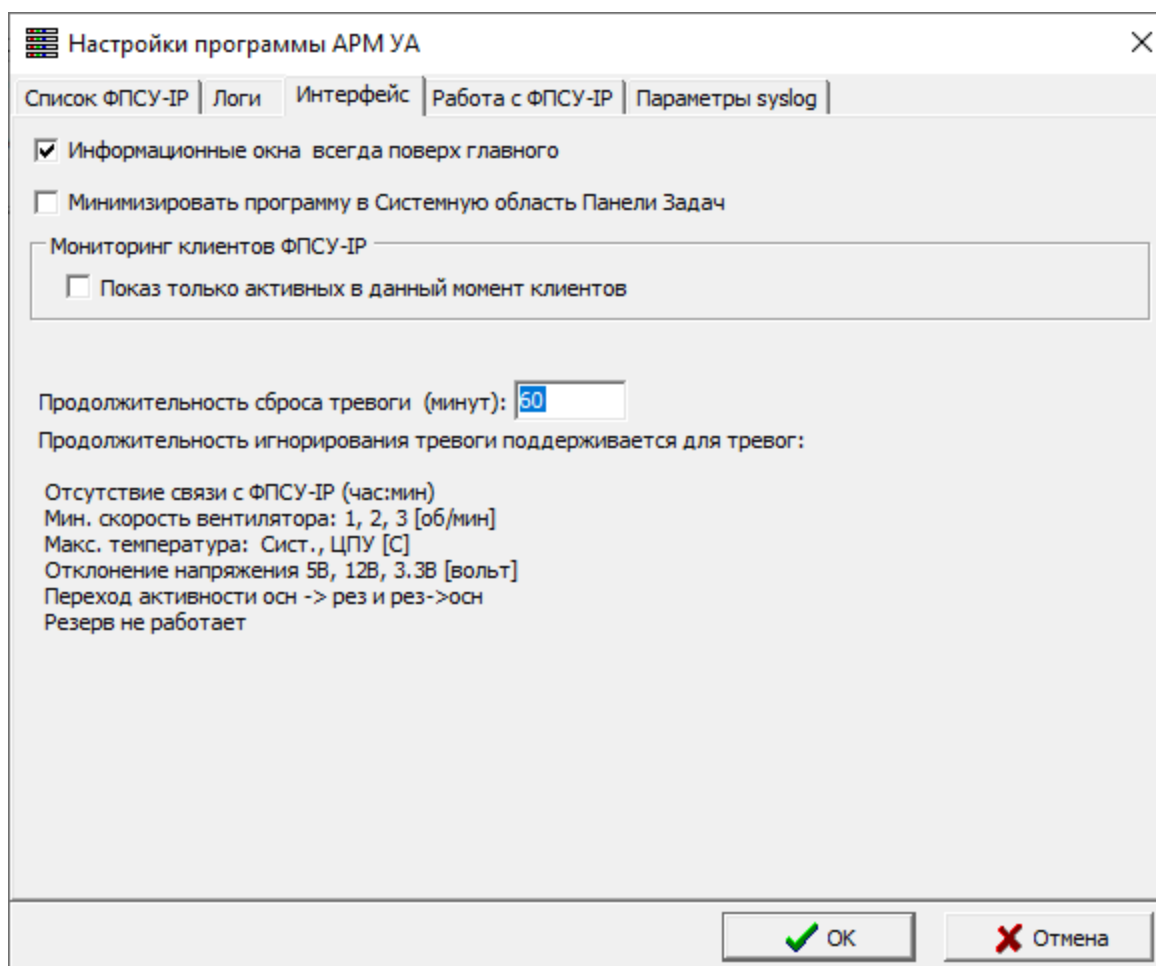 Настройки программы АРМ УА
Список ФПСУ-IP Логи Интерфейс Работа с ФПСУ-IP Параметры syslog
Информационные окна всегда поверх главного
Минимизировать программу в Системную область Панели Задач
Мониторинг клиентов ФПСУ-IP
Показ только активных в данный момент клиентов
Продолжительность сброса тревоги (минут): 60
Продолжительность игнорирования тревоги поддерживается для тревог:
Отсутствие связи с ФПСУ-IP (час:мин)
Мин. скорость вентилятора: 1, 2, 3 [об/мин]
Макс. температура: Сист., ЦПУ [С]
Отклонение напряжения 5В, 12В, 3.3В [вольт]
Переход активности осн -> рез и рез->осн
Резерв не работает
ОК Отмена